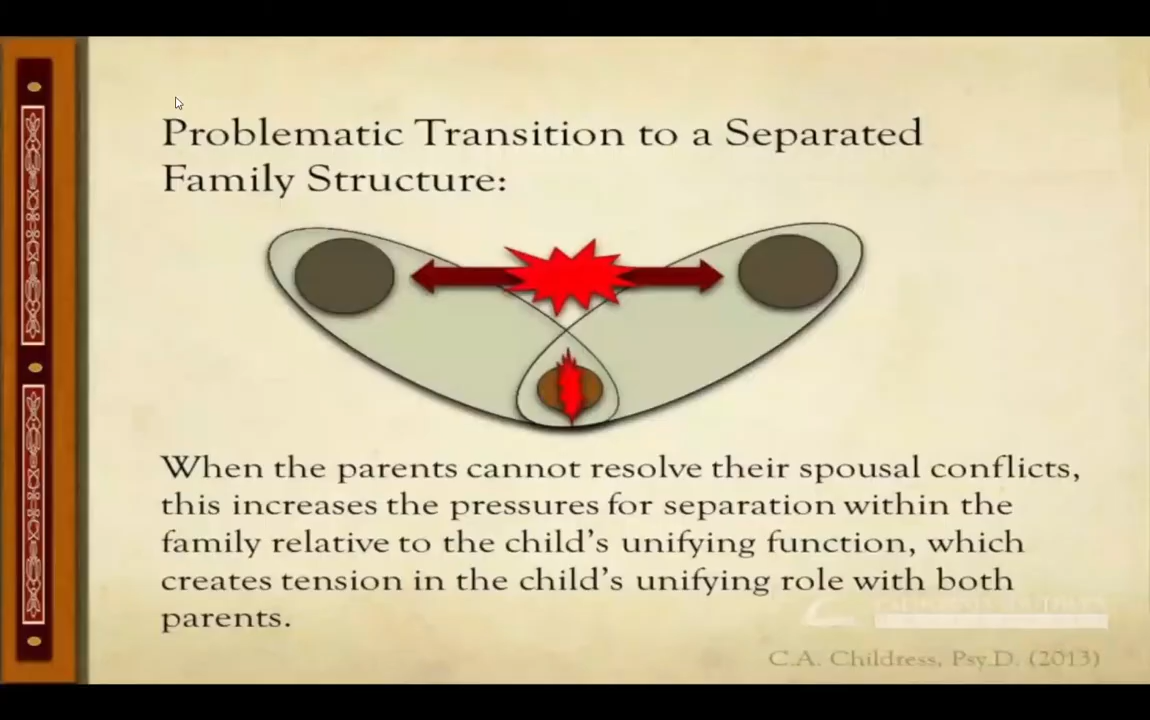 Problematic Transition to a Separated
Family Structure:
When the parents cannot resolve their spousal conflicts,
this increases the pressures for separation within the
family relative to the child's unifying function, which
creates tension in the child's unifying role with both
parents.
C.A. Childress, Psy.D. (2013)